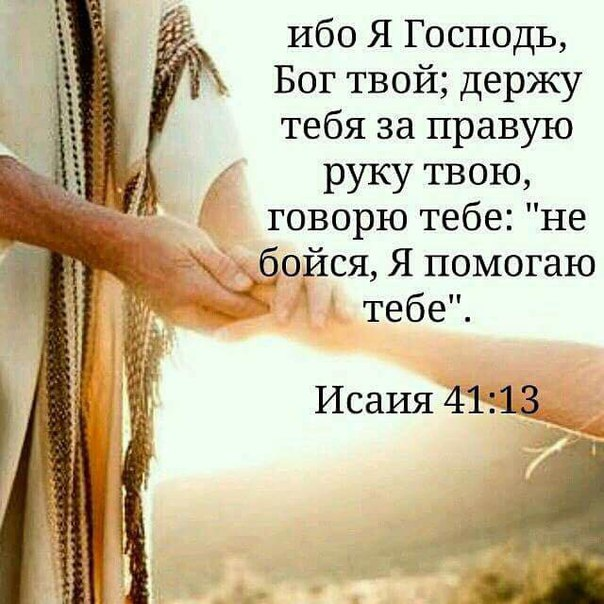 ибо Я Господь,
Бог твой; держу
тебя за правую
руку твою,
говорю тебе: "не
бойся, Я помогаю
тебе".
Исаия 41:13